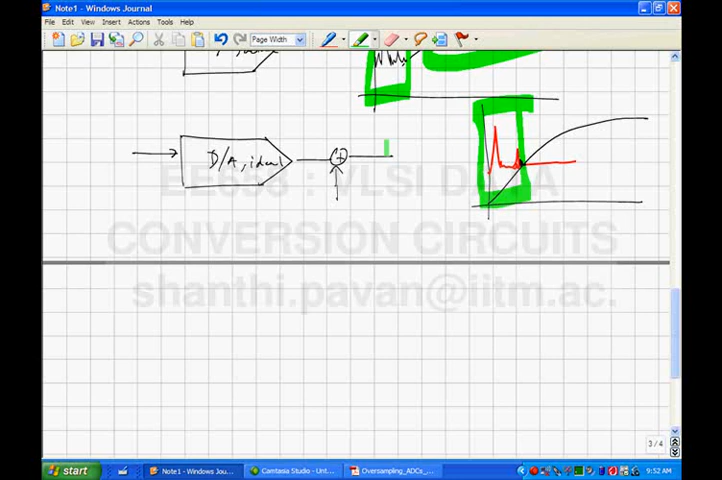 Note1 - Windows Journal
File Edit View Insert Actions Tools Help
Page Width
D/A, ideal
EE658 : VLSI DATA
CONVERSION CIRCUITS
shanthi.pavan@iitm.ac.
3 / 4
start Note1 - Windows Jou... Camtasia Studio - Unt... Oversampling_ADCs_... 9:52 AM